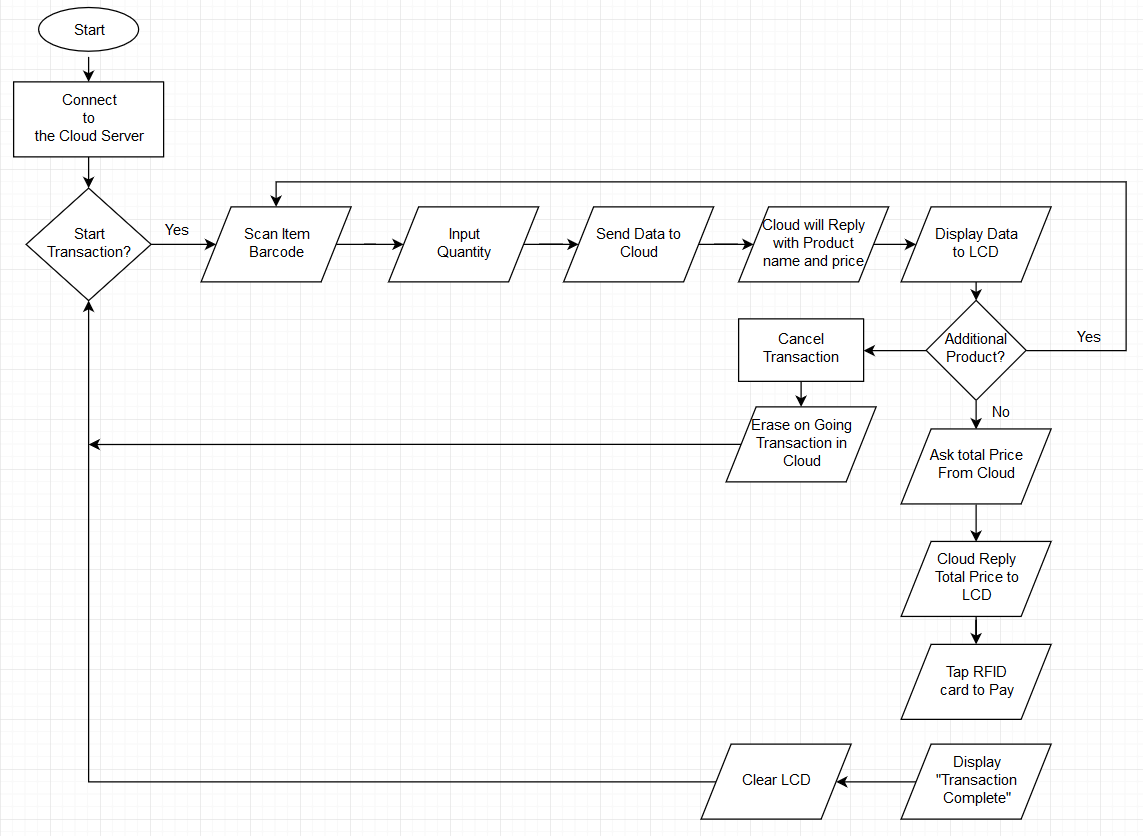 Start
Connect
to
the Cloud Server
Start
Transaction?
Yes
Scan Item
Barcode
Input
Quantity
Send Data to
Cloud
Cloud will Reply
with Product
name and price
Display Data
to LCD
Additional
Product?
Yes
Cancel
Transaction
Erase on Going
Transaction in
Cloud
No
Ask total Price
From Cloud
Cloud Reply
Total Price to
LCD
Tap RFID
card to Pay
Display
"Transaction
Complete"
Clear LCD